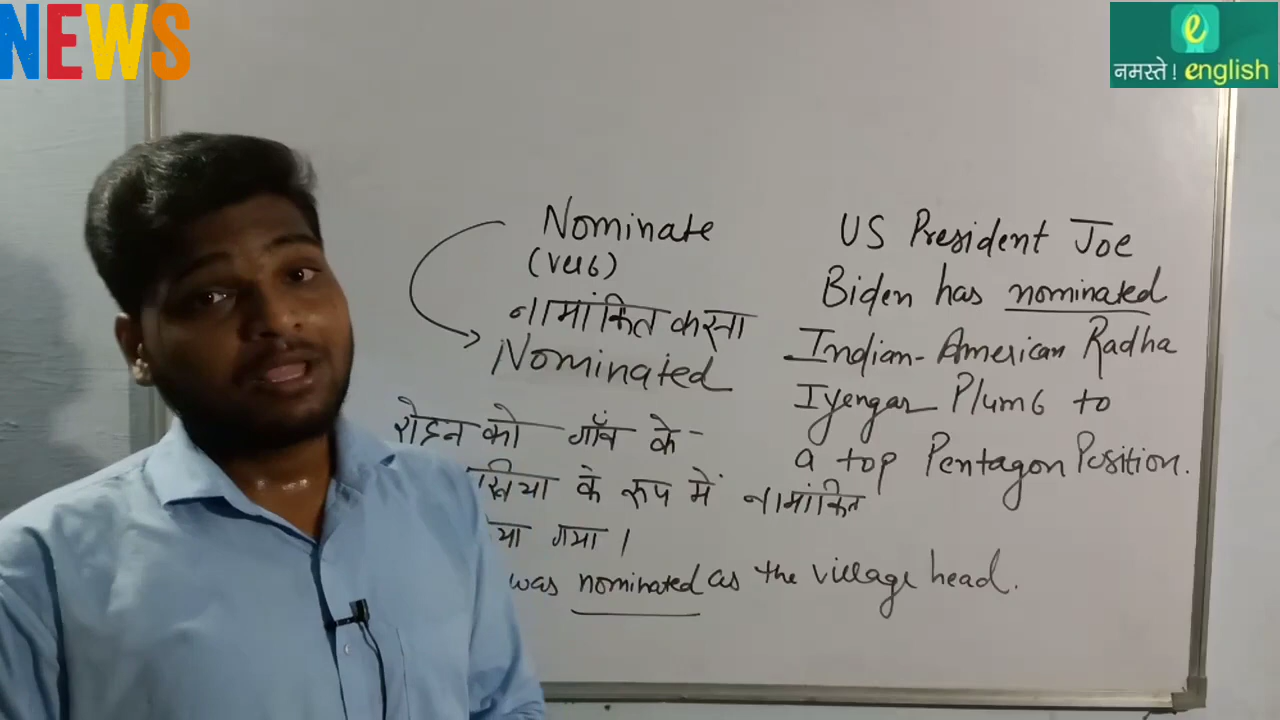 NEWS
e
नमस्ते! english
Nominate
(verb)
नामांकित करना
Nominated
रोहन को गाँव के
के रूप में नामांकित
गया।
was nominated as the village head.
US President Joe
Biden has nominated
Indian-American Radha
Iyengar Plumb to
a top Pentagon Position.